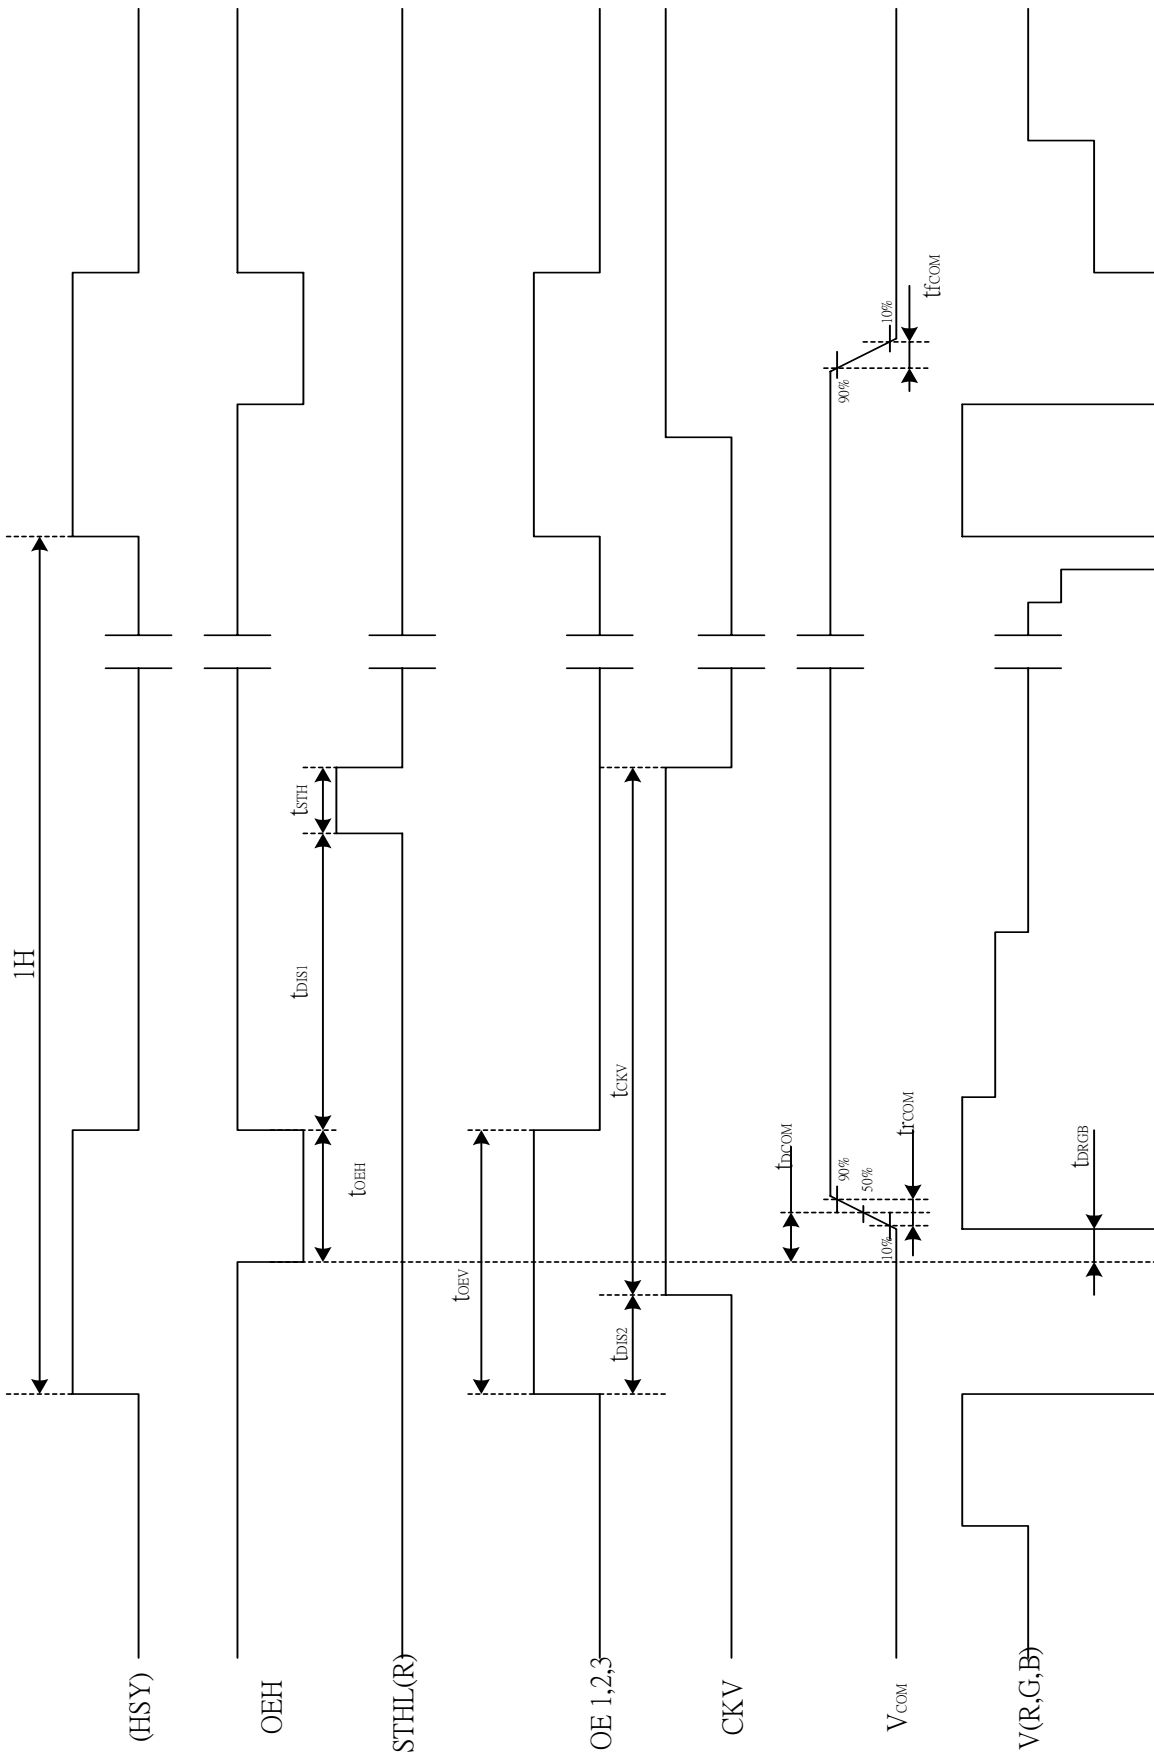 1H
(HSY)
OEH
tOEH
tDIS1
tSTH
STHL(R)
tOEV
OE 1,2,3
tDIS2
tCKV
CKV
tDCOM
90%
50%
10%
trCOM
90%
10%
tfCOM
VCOM
tDRGB
V(R,G,B)